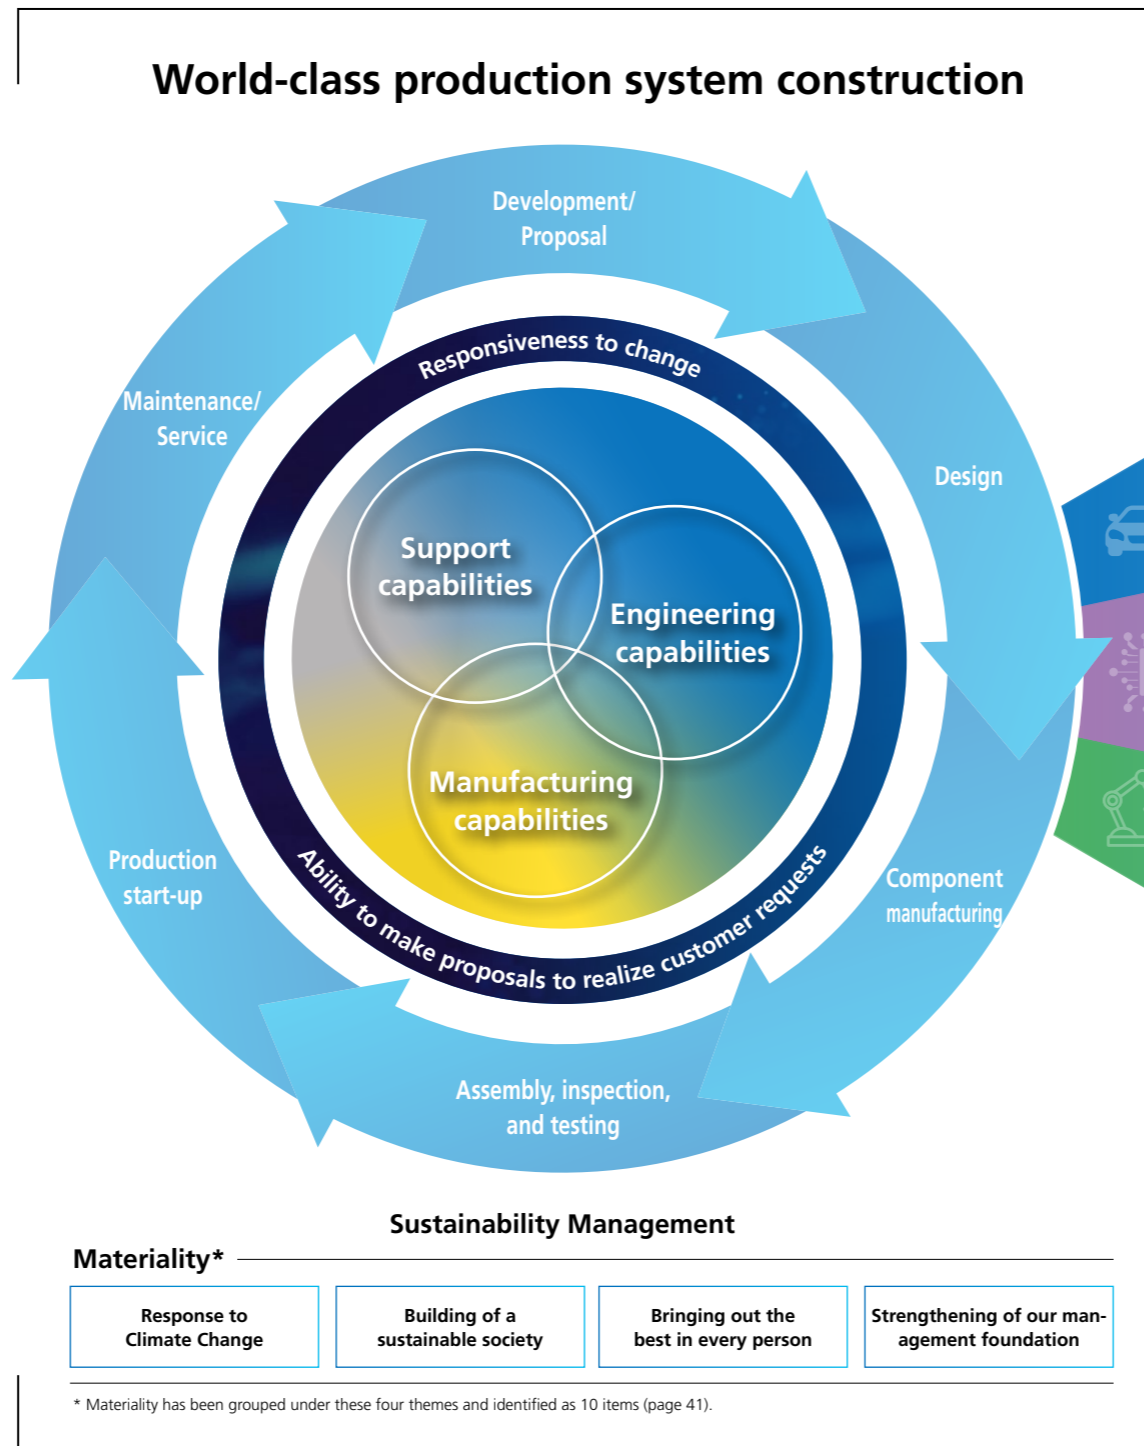 World-class production system construction
Development/
Proposal
Responsiveness to change
Maintenance/
Service
Design
Support
capabilities
Engineering
capabilities
Manufacturing
capabilities
Production
start-up
Component
manufacturing
Ability to make proposals to realize customer requests
Assembly, inspection,
and testing
Sustainability Management
Materiality*
Response to
Climate Change
Building of a
sustainable society
Bringing out the
best in every person
Strengthening of our man-
agement foundation
* Materiality has been grouped under these four themes and identified as 10 items (page 41).